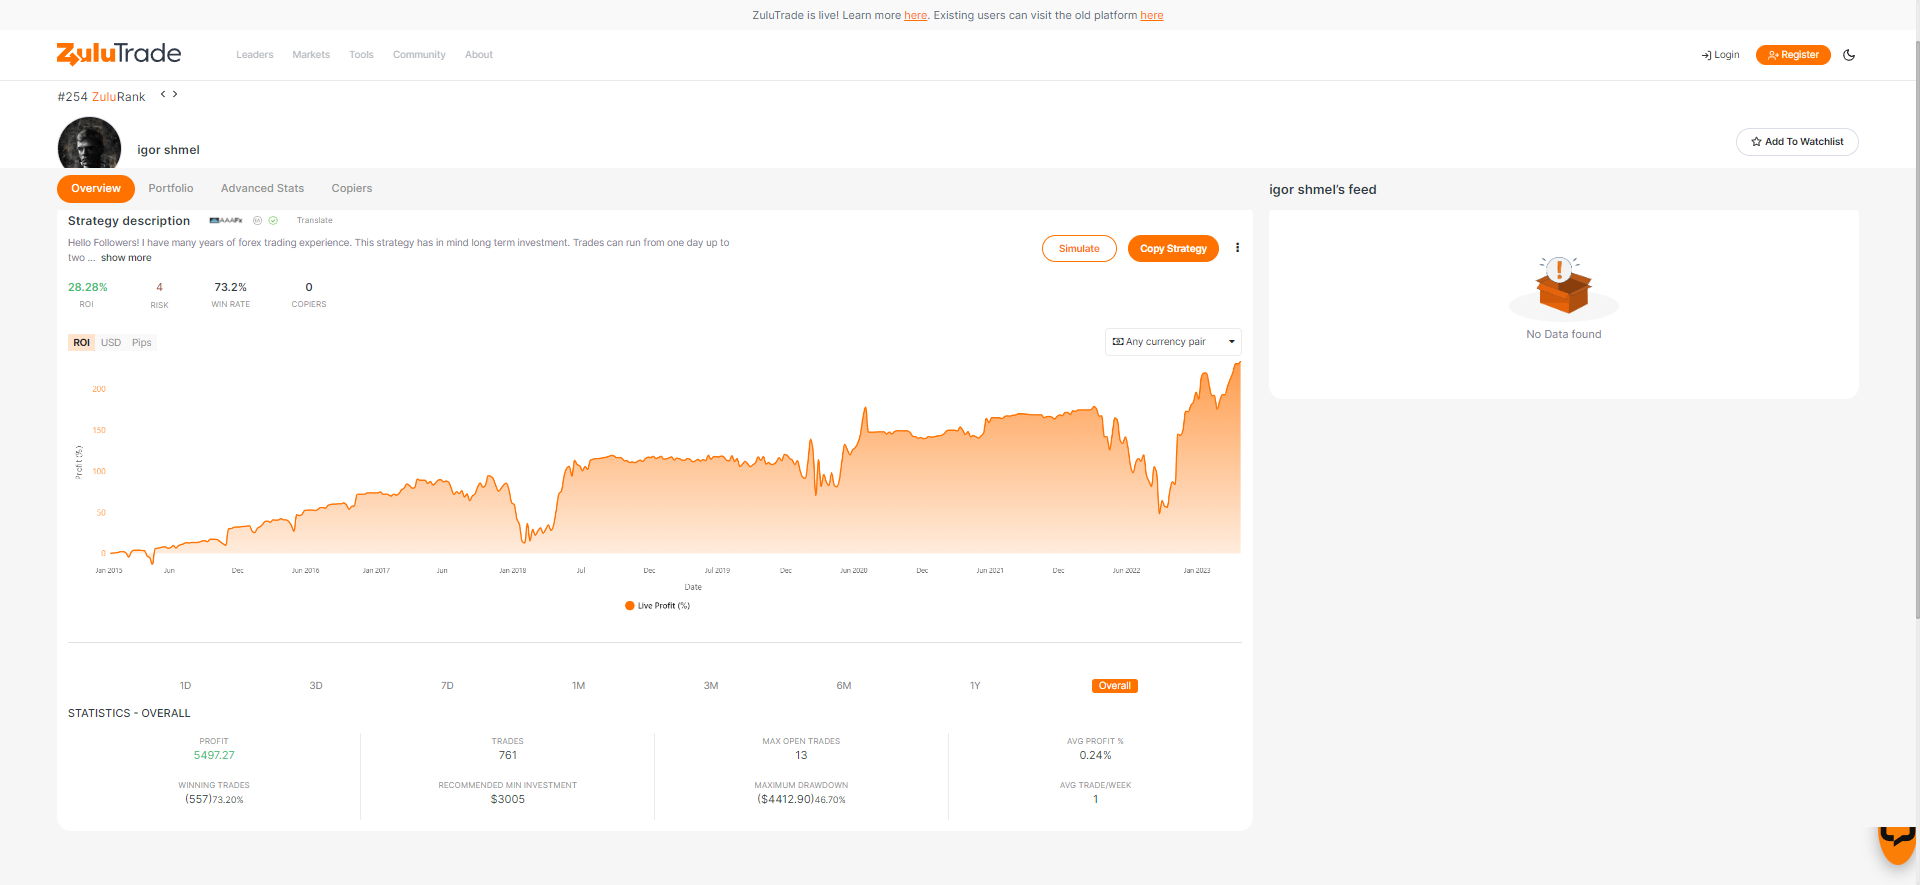 ZuluTrade is live! Learn more here. Existing users can visit the old platform here
ZuluTrade
Leaders Markets Tools Community About
Login Register
#254 ZuluRank
igor shmel
Add To Watchlist
Overview Portfolio Advanced Stats Copiers
igor shmel's feed
Strategy description AAAFx Translate
Hello Followers! I have many years of forex trading experience. This strategy has in mind long term investment. Trades can run from one day up to
two ... show more
Simulate Copy Strategy
28.28% 4 73.2% 0
ROI RISK WIN RATE COPIERS
No Data found
ROI USD Pips
Any currency pair
200
150
100
50
0
Profit (%)
Jan 2015 Jun Dec Jun 2016 Jan 2017 Jun Jan 2018 Jul Dec Jul 2019 Dec Jun 2020 Dec Jun 2021 Dec Jun 2022 Jan 2023
Date
Live Profit (%)
1D 3D 7D 1M 3M 6M 1Y Overall
STATISTICS - OVERALL
PROFIT TRADES MAX OPEN TRADES AVG PROFIT %
5497.27 761 13 0.24%
WINNING TRADES RECOMMENDED MIN INVESTMENT MAXIMUM DRAWDOWN AVG TRADE/WEEK
(557)73.20% $3005 ($4412.90)46.70% 1